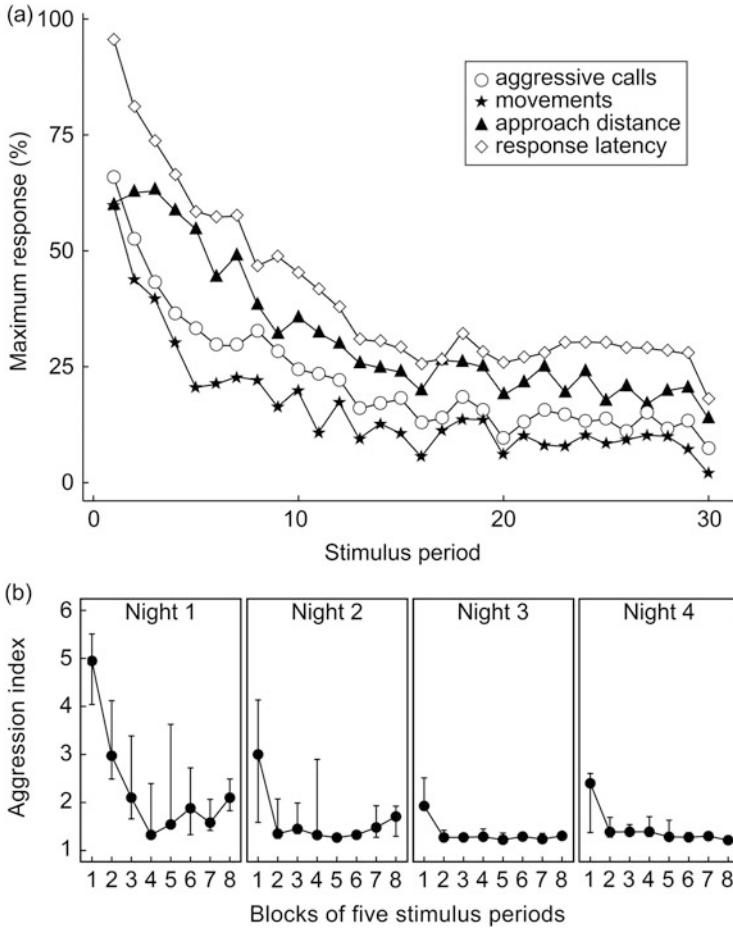 (a)
100
75
50
25
0
Maximum response (%)
aggressive calls
movements
approach distance
response latency
0 10 20 30
Stimulus period
(b)
Night 1 Night 2 Night 3 Night 4
6
5
4
3
2
1
Aggression index
1 2 3 4 5 6 7 8 1 2 3 4 5 6 7 8 1 2 3 4 5 6 7 8 1 2 3 4 5 6 7 8
Blocks of five stimulus periods